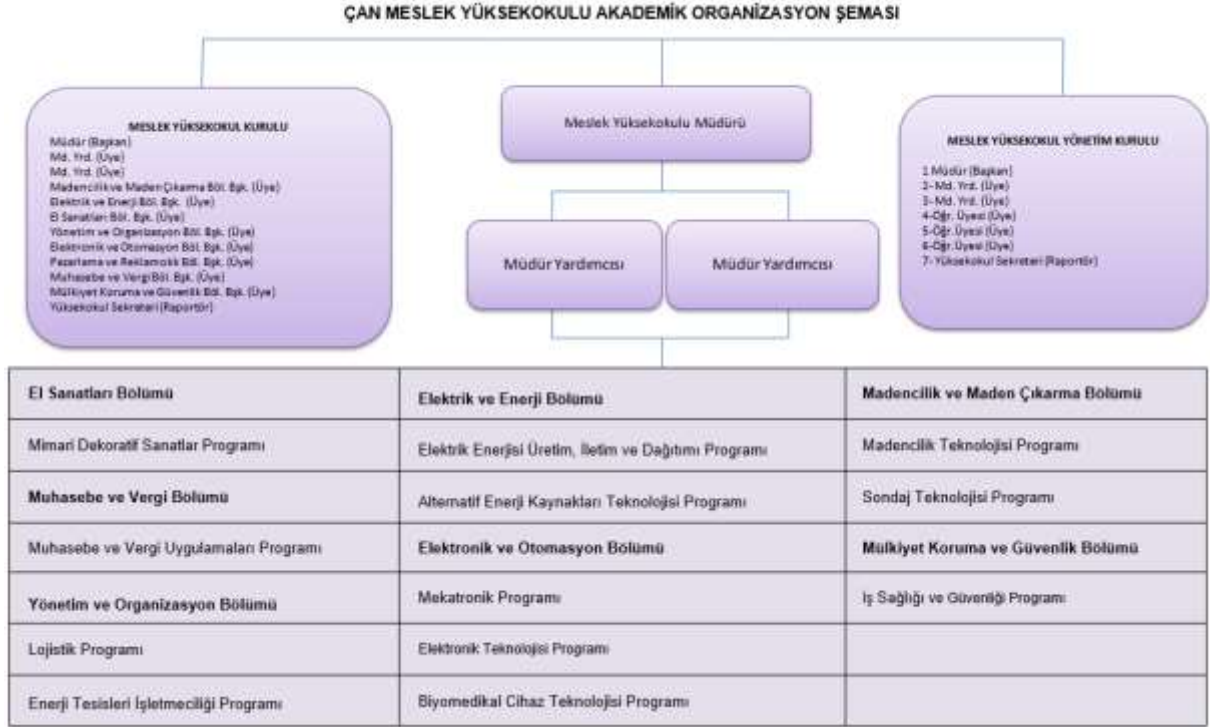 ÇAN MESLEK YÜKSEKOKULU AKADEMİK ORGANİZASYON ŞEMASI
MESLEK YÜKSEKOKUL KURULU
Müdür (Başkan)
Md. Yrd. (Üye)
Md. Yrd. (Üye)
Madencilik ve Maden Çıkarma Böl. Bşk. (Üye)
Elektrik ve Enerji Böl. Bşk. (Üye)
El Sanatları Böl. Bşk. (Üye)
Yönetim ve Organizasyon Böl. Bşk. (Üye)
Elektronik ve Otomasyon Böl. Bşk. (Üye)
Pazarlama ve Reklamcılık Böl. Bşk. (Üye)
Muhasebe ve Vergi Böl. Bşk. (Üye)
Mülkiyet Koruma ve Güvenlik Böl. Bşk. (Üye)
Yüksekokul Sekreteri (Raportör)
Meslek Yüksekokulu Müdürü
Müdür Yardımcısı
Müdür Yardımcısı
MESLEK YÜKSEKOKUL YÖNETİM KURULU
1 Müdür (Başkan)
2- Md. Yrd. (Üye)
3- Md. Yrd. (Üye)
4-Öğr. Üyesi (Üye)
5-Öğr. Üyesi (Üye)
6-Öğr. Üyesi (Üye)
7- Yüksekokul Sekreteri (Raportör)
El Sanatları Bölümü
Elektrik ve Enerji Bölümü
Madencilik ve Maden Çıkarma Bölümü
Mimari Dekoratif Sanatlar Programı
Elektrik Enerjisi Üretim, İletim ve Dağıtımı Programı
Madencilik Teknolojisi Programı
Muhasebe ve Vergi Bölümü
Alternatif Enerji Kaynakları Teknolojisi Programı
Sondaj Teknolojisi Programı
Muhasebe ve Vergi Uygulamaları Programı
Elektronik ve Otomasyon Bölümü
Mülkiyet Koruma ve Güvenlik Bölümü
Yönetim ve Organizasyon Bölümü
Mekatronik Programı
İş Sağlığı ve Güvenliği Programı
Lojistik Programı
Elektronik Teknolojisi Programı
Enerji Tesisleri İşletmeciliği Programı
Biyomedikal Cihaz Teknolojisi Programı